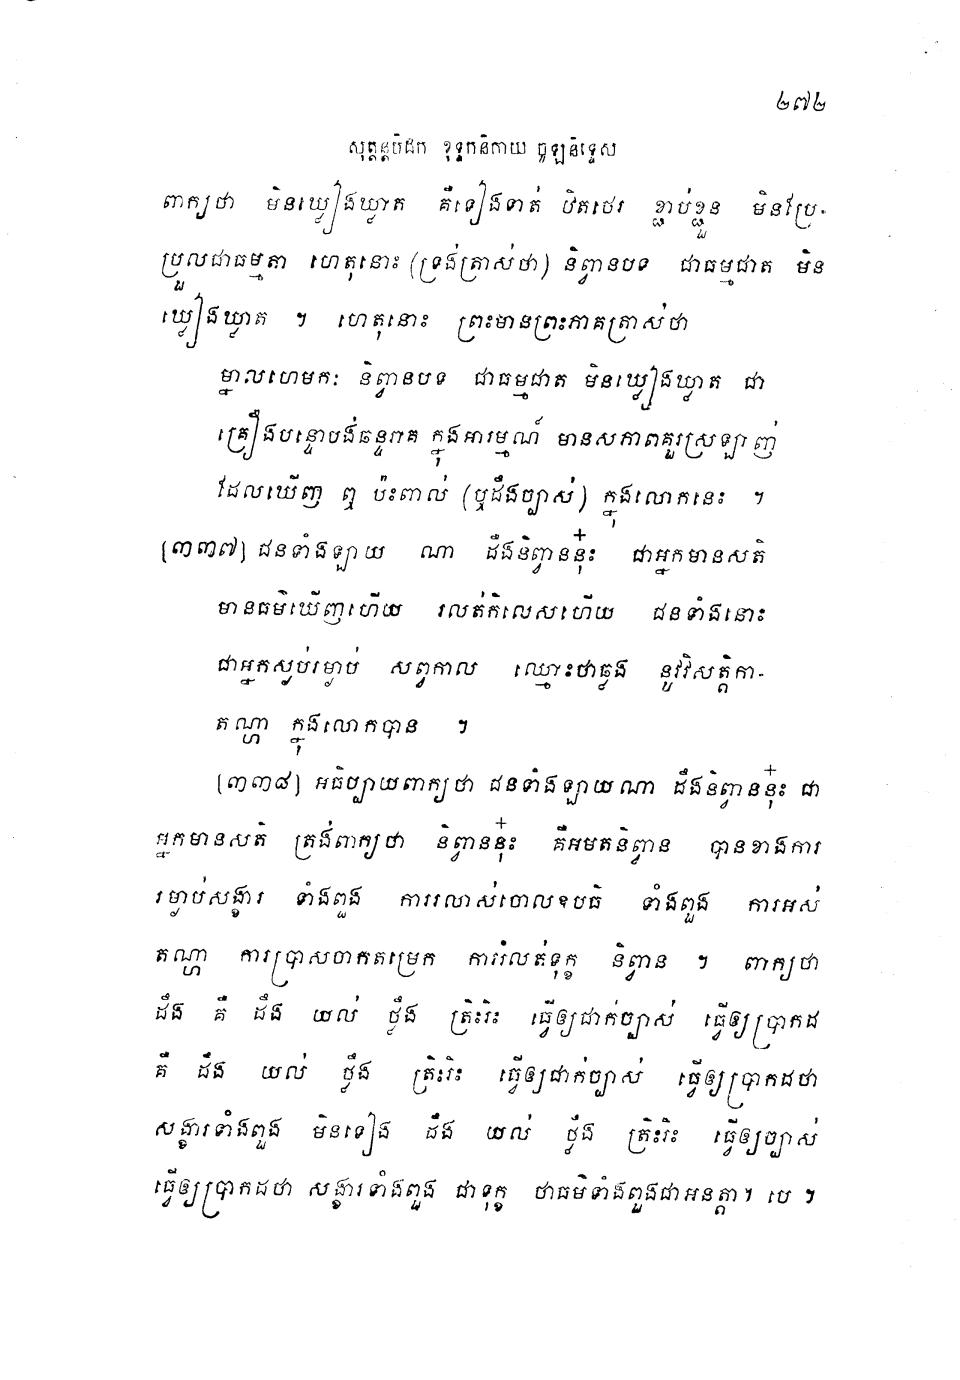 ២៧២
សុត្តន្តបិដក ខុទ្ទកនិកាយ ចូឡនិទ្ទេស
ពាក្យថា មិនឃ្លៀងឃ្លាត គឺទៀងទាត់ ឋិតថេរ ខ្ជាប់ខ្ជួន មិនប្រែ-
ប្រួលជាធម្មតា ហេតុនោះ (ទ្រង់ត្រាស់ថា) និព្វានបទ ជាធម្មជាត មិន
ឃ្លៀងឃ្លាត ។ ហេតុនោះ ព្រះមានព្រះភាគត្រាស់ថា
ម្នាលហេមកៈ និព្វានបទ ជាធម្មជាត មិនឃ្លៀងឃ្លាត ជា
គ្រឿងបន្ទោបង់ឆន្ទរាគ ក្នុងអារម្មណ៍ មានសភាពគួរស្រឡាញ់
ដែលឃើញ ឮ ប៉ះពាល់ (ឬដឹងច្បាស់) ក្នុងលោកនេះ ។
[៣៣៧] ជនទាំងឡាយ ណា ដឹងនិព្វាននុ៎ះ ជាអ្នកមានសតិ
មានធម៌ឃើញហើយ រលត់កិលេសហើយ ជនទាំងនោះ
ជាអ្នកស្ងប់រម្ងាប់ សព្វកាល ឈ្មោះថាឆ្លង នូវវិសត្តិកា-
តណ្ហា ក្នុងលោកបាន ។
[៣៣៨] អធិប្បាយពាក្យថា ជនទាំងឡាយណា ដឹងនិព្វាននុ៎ះ ជា
អ្នកមានសតិ ត្រង់ពាក្យថា និព្វាននុ៎ះ គឺអមតនិព្វាន បានខាងការ
រម្ងាប់សង្ខារ ទាំងពួង ការរលាស់ចោលឧបធិ ទាំងពួង ការអស់
តណ្ហា ការប្រាសចាកតម្រេក ការរំលត់ទុក្ខ និព្វាន ។ ពាក្យថា
ដឹង គឺ ដឹង យល់ ថ្លឹង ត្រិះរិះ ធ្វើឲ្យជាក់ច្បាស់ ធ្វើឲ្យប្រាកដ
គឺ ដឹង យល់ ថ្លឹង ត្រិះរិះ ធ្វើឲ្យជាក់ច្បាស់ ធ្វើឲ្យប្រាកដថា
សង្ខារទាំងពួង មិនទៀង ដឹង យល់ ថ្លឹង ត្រិះរិះ ធ្វើឲ្យច្បាស់
ធ្វើឲ្យប្រាកដថា សង្ខារទាំងពួង ជាទុក្ខ ថាធម៌ទាំងពួងជាអនត្តា។ បេ ។